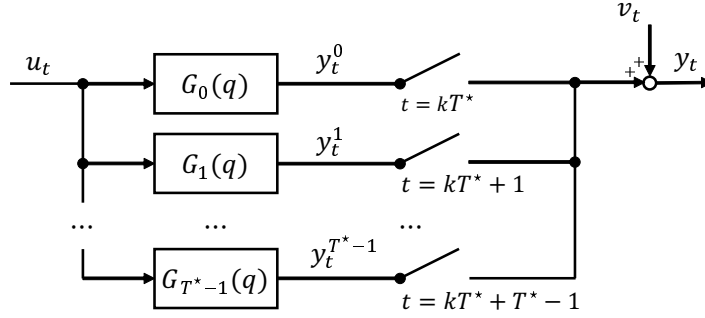 v_t
u_t G_0(q) y_t^0 + + y_t
t = kT^⋆
G_1(q) y_t^1
t = kT^⋆ + 1
... ... ...
G_{T^⋆−1}(q) y_t^{T^⋆−1}
t = kT^⋆ + T^⋆ − 1